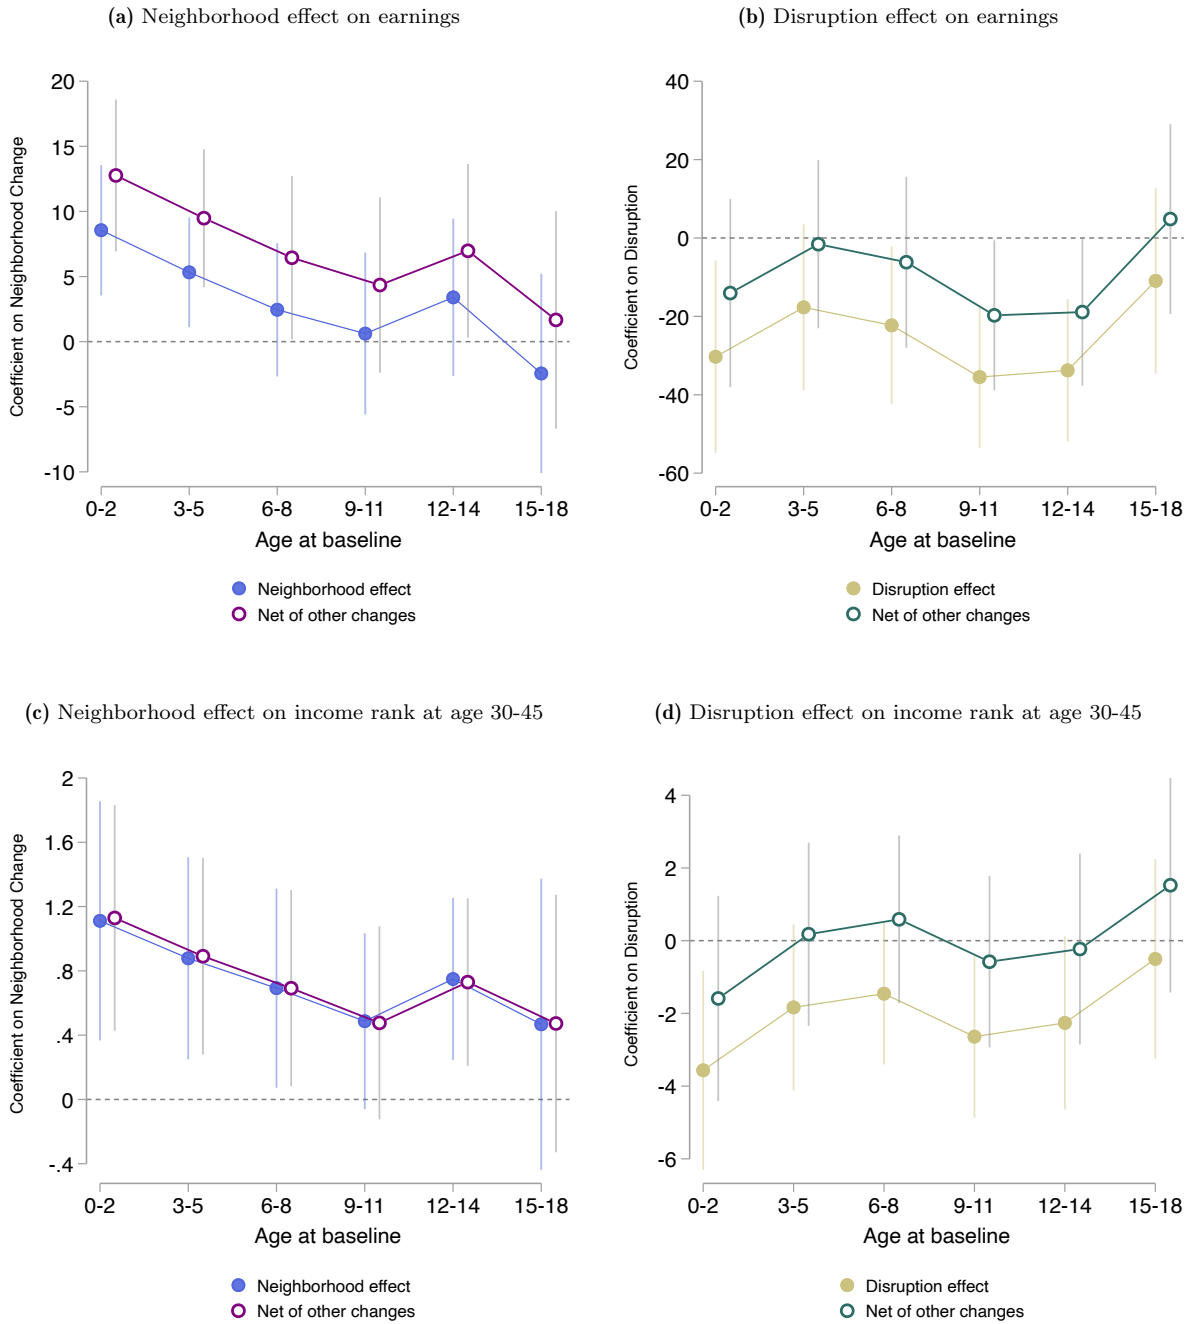 (a) Neighborhood effect on earnings
Coefficient on Neighborhood Change
20
15
10
5
0
-5
-10
0-2 3-5 6-8 9-11 12-14 15-18
Age at baseline
Neighborhood effect
Net of other changes
(b) Disruption effect on earnings
Coefficient on Disruption
40
20
0
-20
-40
-60
0-2 3-5 6-8 9-11 12-14 15-18
Age at baseline
Disruption effect
Net of other changes
(c) Neighborhood effect on income rank at age 30-45
Coefficient on Neighborhood Change
2
1.6
1.2
.8
.4
0
-.4
0-2 3-5 6-8 9-11 12-14 15-18
Age at baseline
Neighborhood effect
Net of other changes
(d) Disruption effect on income rank at age 30-45
Coefficient on Disruption
4
2
0
-2
-4
-6
0-2 3-5 6-8 9-11 12-14 15-18
Age at baseline
Disruption effect
Net of other changes